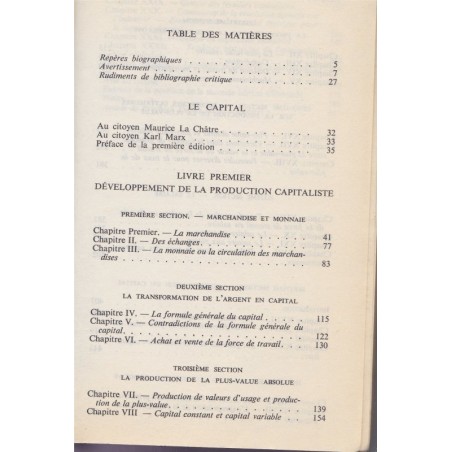 TABLE DES MATIÈRES
Repères biographiques 5
Avertissement 7
Rudiments de bibliographie critique 27
LE CAPITAL
Au citoyen Maurice La Châtre 32
Au citoyen Karl Marx 33
Préface de la première édition 35
LIVRE PREMIER
DÉVELOPPEMENT DE LA PRODUCTION CAPITALISTE
PREMIÈRE SECTION. — MARCHANDISE ET MONNAIE
Chapitre Premier. — La marchandise 41
Chapitre II. — Des échanges 77
Chapitre III. — La monnaie ou la circulation des marchan-
dises 83
DEUXIÈME SECTION
LA TRANSFORMATION DE L'ARGENT EN CAPITAL
Chapitre IV. — La formule générale du capital 115
Chapitre V. — Contradictions de la formule générale du
capital 122
Chapitre VI. — Achat et vente de la force de travail 130
TROISIÈME SECTION
LA PRODUCTION DE LA PLUS-VALUE ABSOLUE
Chapitre VII. — Production de valeurs d'usage et produc-
tion de la plus-value 139
Chapitre VIII — Capital constant et capital variable 154